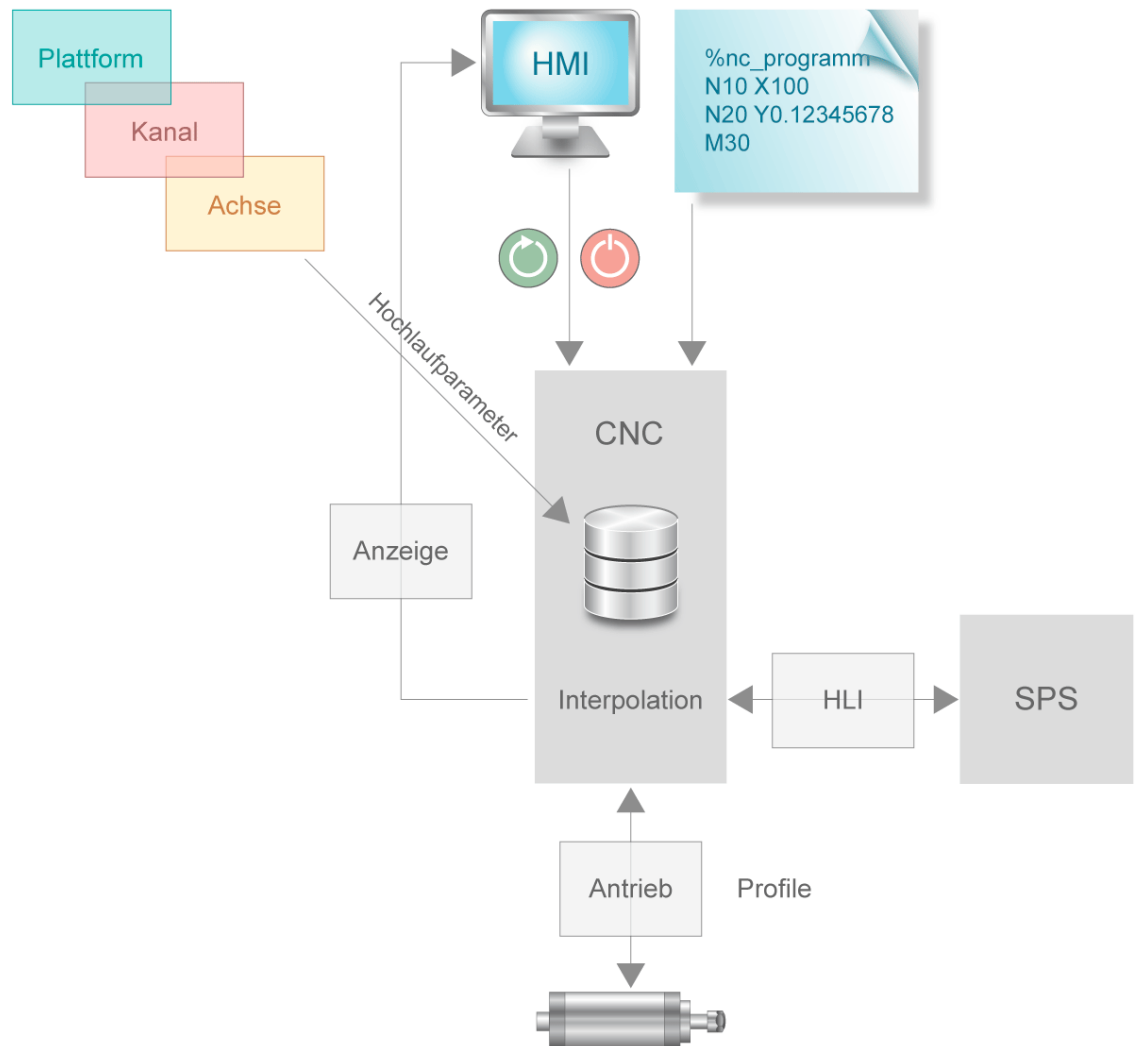 Plattform
Kanal
Achse
HMI
%nc_programm
N10 X100
N20 Y0.12345678
M30
Hochlaufparameter
CNC
Anzeige
Interpolation
HLI
SPS
Antrieb
Profile